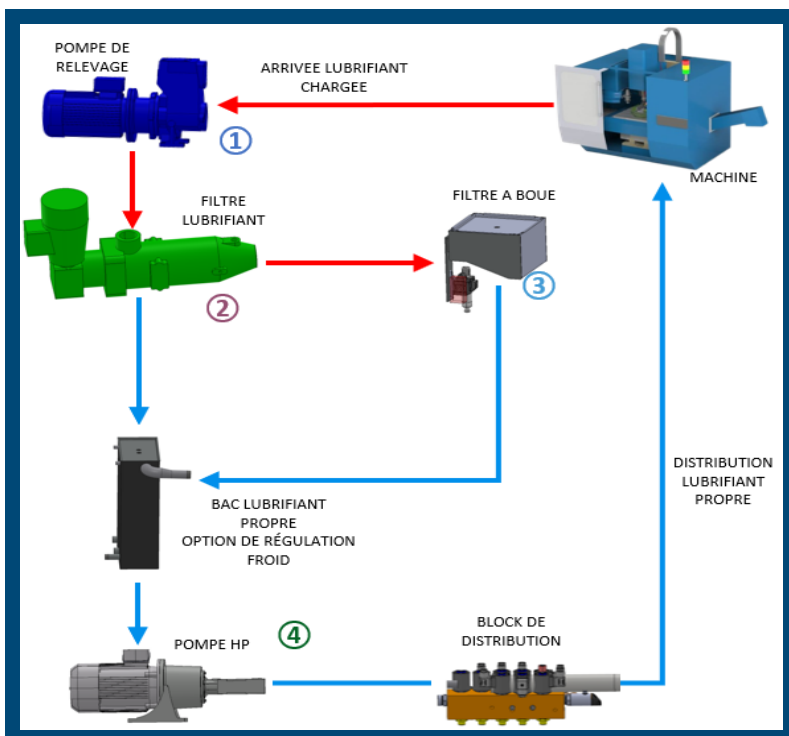 POMPE DE
RELEVAGE
ARRIVEE LUBRIFIANT
CHARGEE
①
MACHINE
FILTRE
LUBRIFIANT
②
FILTRE A BOUE
③
BAC LUBRIFIANT
PROPRE
OPTION DE RÉGULATION
FROID
DISTRIBUTION
LUBRIFIANT
PROPRE
POMPE HP
④
BLOCK DE
DISTRIBUTION